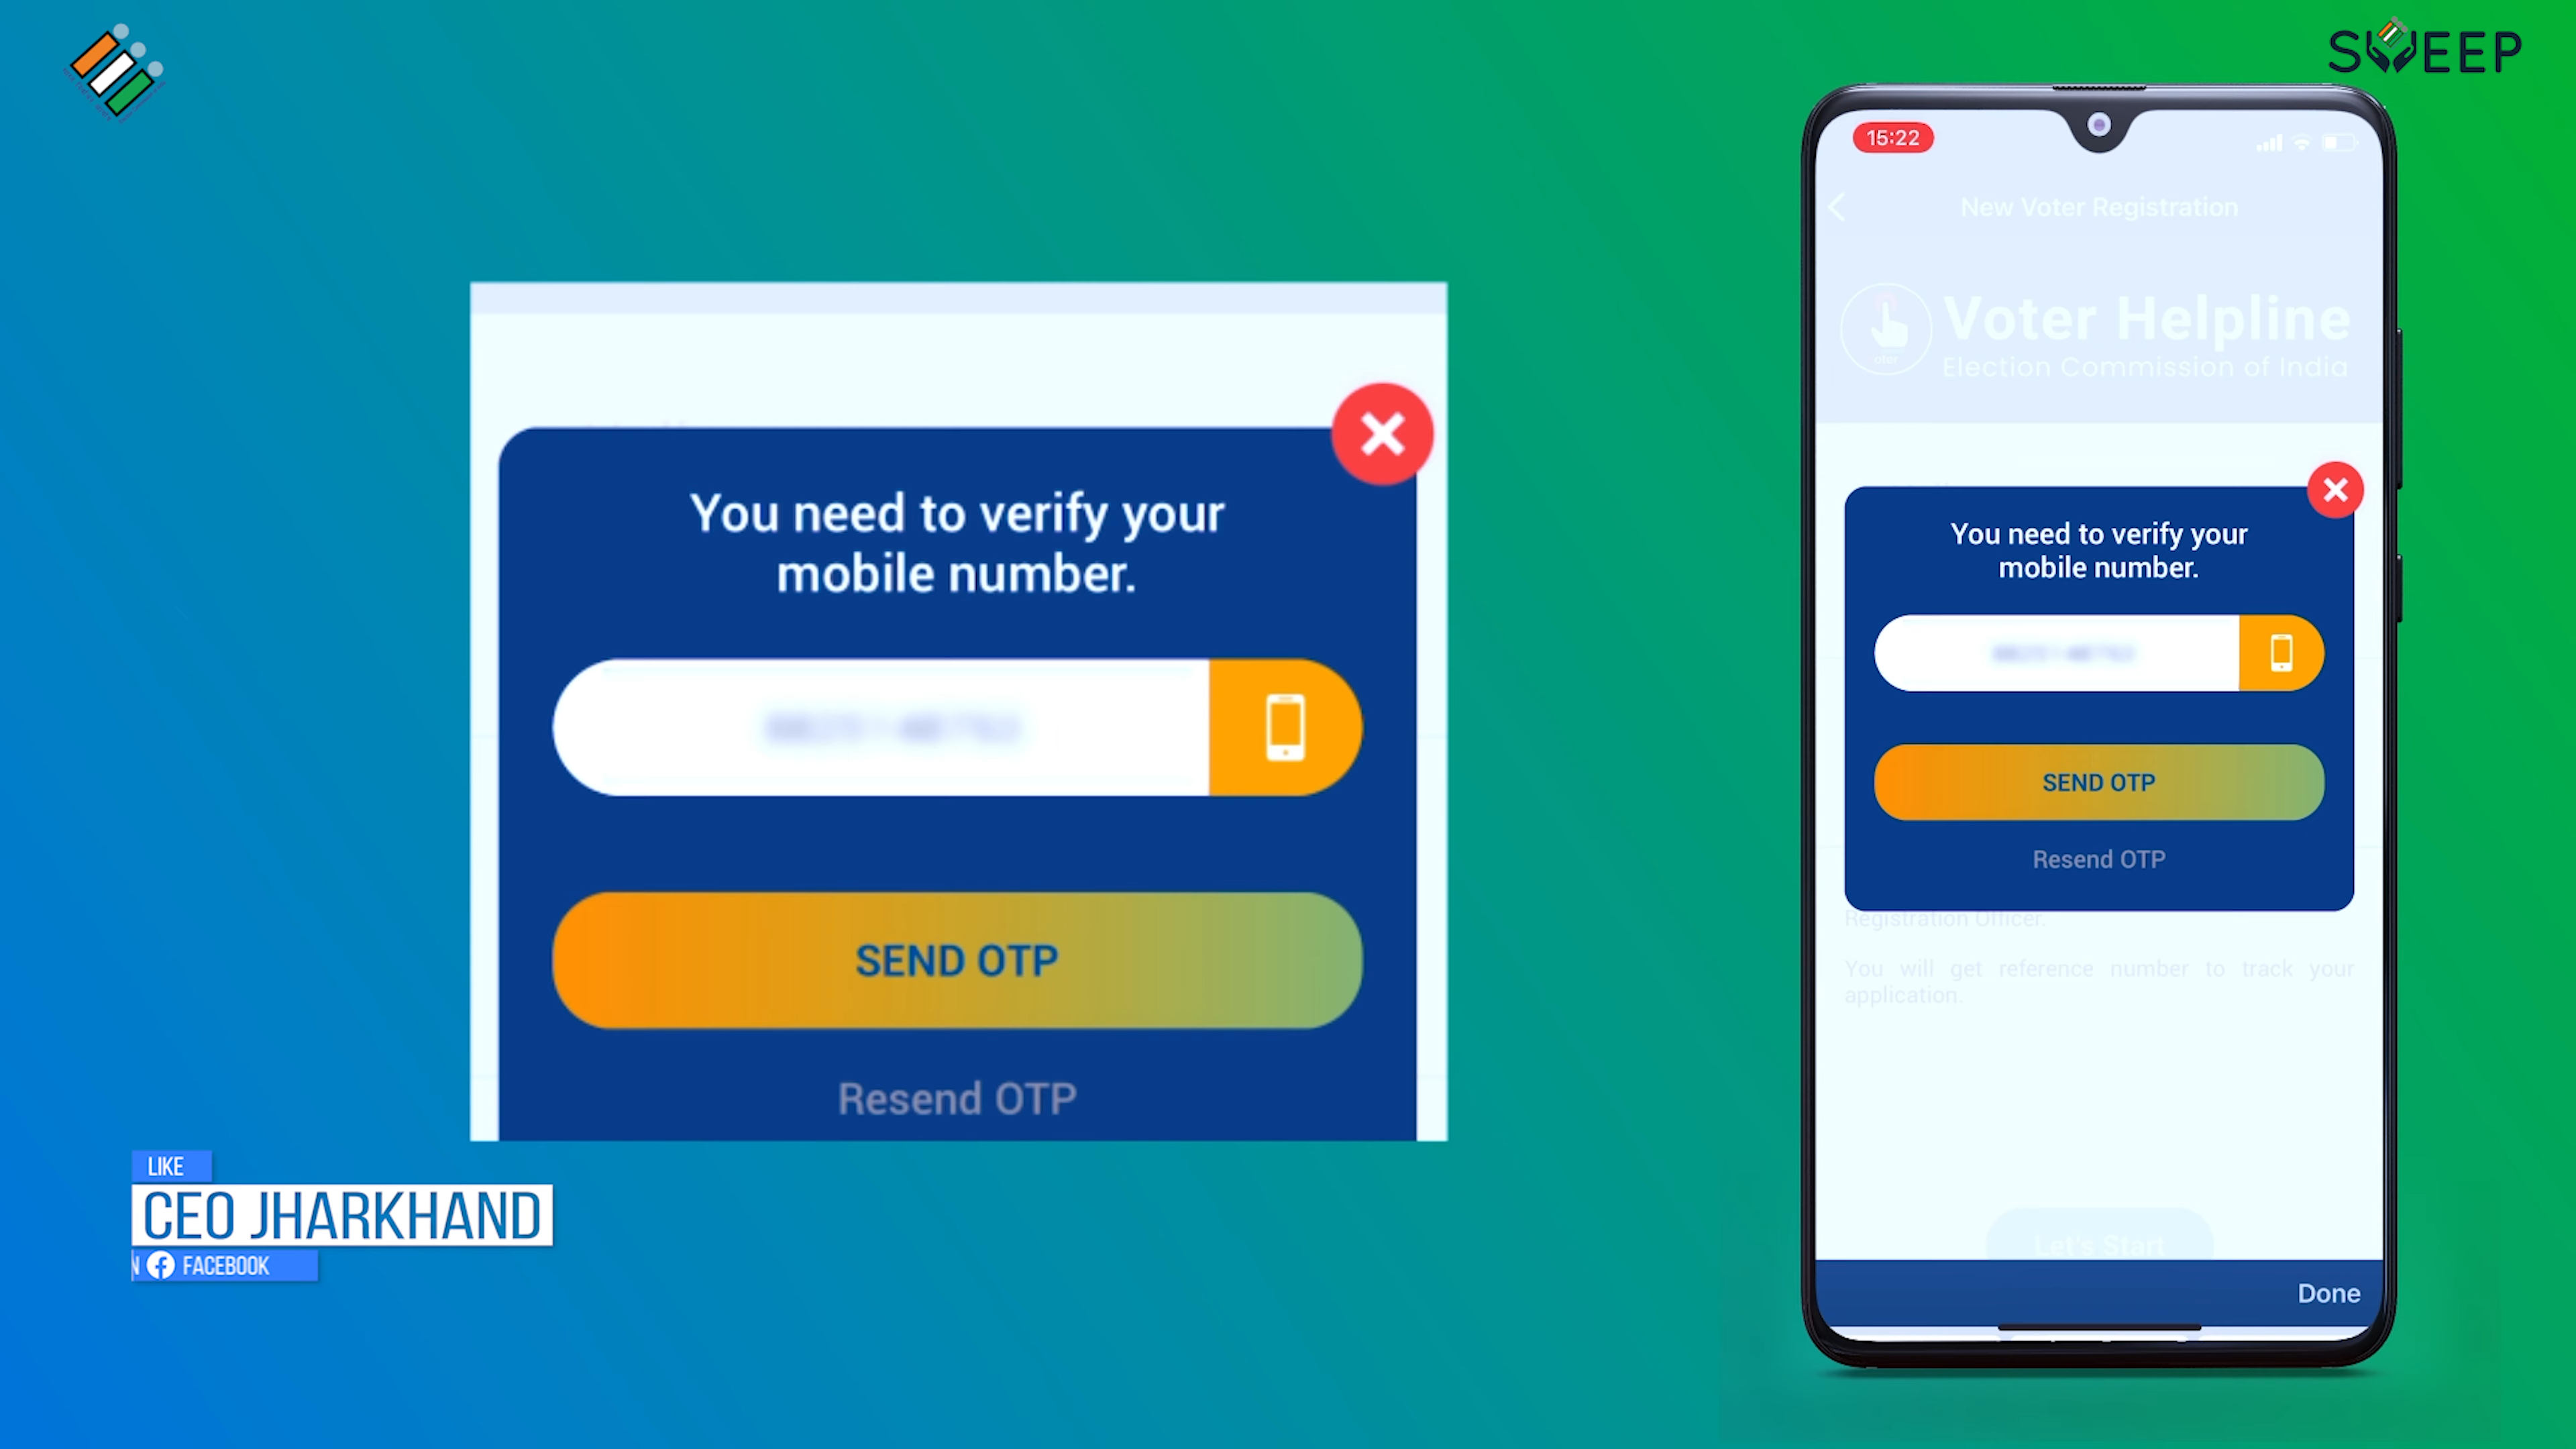 SWEEP
You need to verify your
mobile number.
SEND OTP
Resend OTP
LIKE
CEO JHARKHAND
N FACEBOOK
15:22
New Voter Registration
Voter Helpline
Election Commission of India
You need to verify your
mobile number.
SEND OTP
Resend OTP
Registration Officer.
You will get reference number to track your
application.
Let's Start
Done